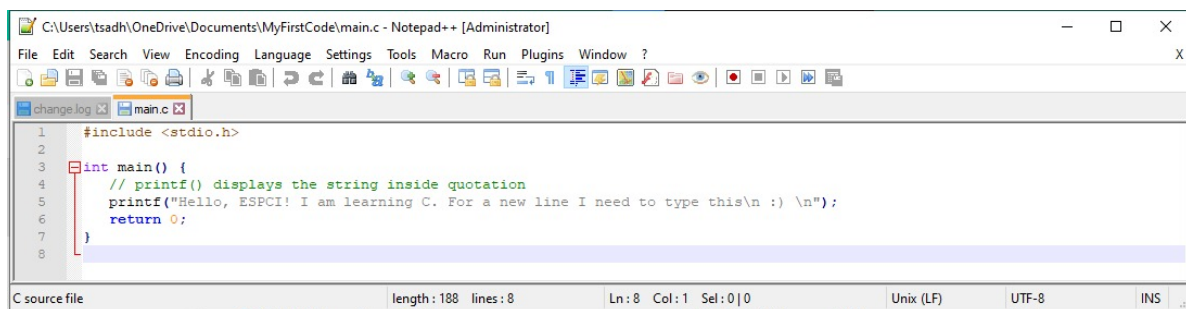 C:\Users\tsadh\OneDrive\Documents\MyFirstCode\main.c - Notepad++ [Administrator]
File Edit Search View Encoding Language Settings Tools Macro Run Plugins Window ? X
change.log main.c
1 #include <stdio.h>
2
3 int main() {
4 // printf() displays the string inside quotation
5 printf("Hello, ESPCI! I am learning C. For a new line I need to type this\n :) \n");
6 return 0;
7 }
8
C source file length : 188 lines : 8 Ln : 8 Col : 1 Sel : 0 | 0 Unix (LF) UTF-8 INS